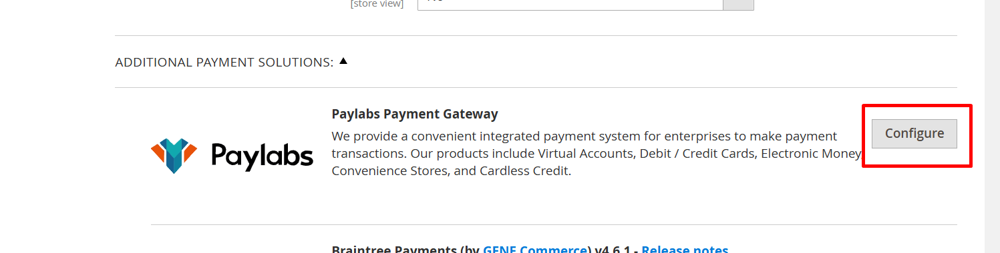 [store view]
ADDITIONAL PAYMENT SOLUTIONS:
Paylabs Payment Gateway
Configure
Paylabs
We provide a convenient integrated payment system for enterprises to make payment
transactions. Our products include Virtual Accounts, Debit / Credit Cards, Electronic Money
Convenience Stores, and Cardless Credit.
Braintree Payments (by GENE Commerce) v4.6.1 - Release notes